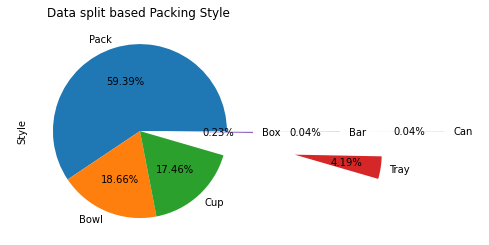 Data split based Packing Style
Pack
59.39%
Style
0.23%
Box
0.04%
Bar
0.04%
Can
4.19%
Tray
18.66%
17.46%
Cup
Bowl